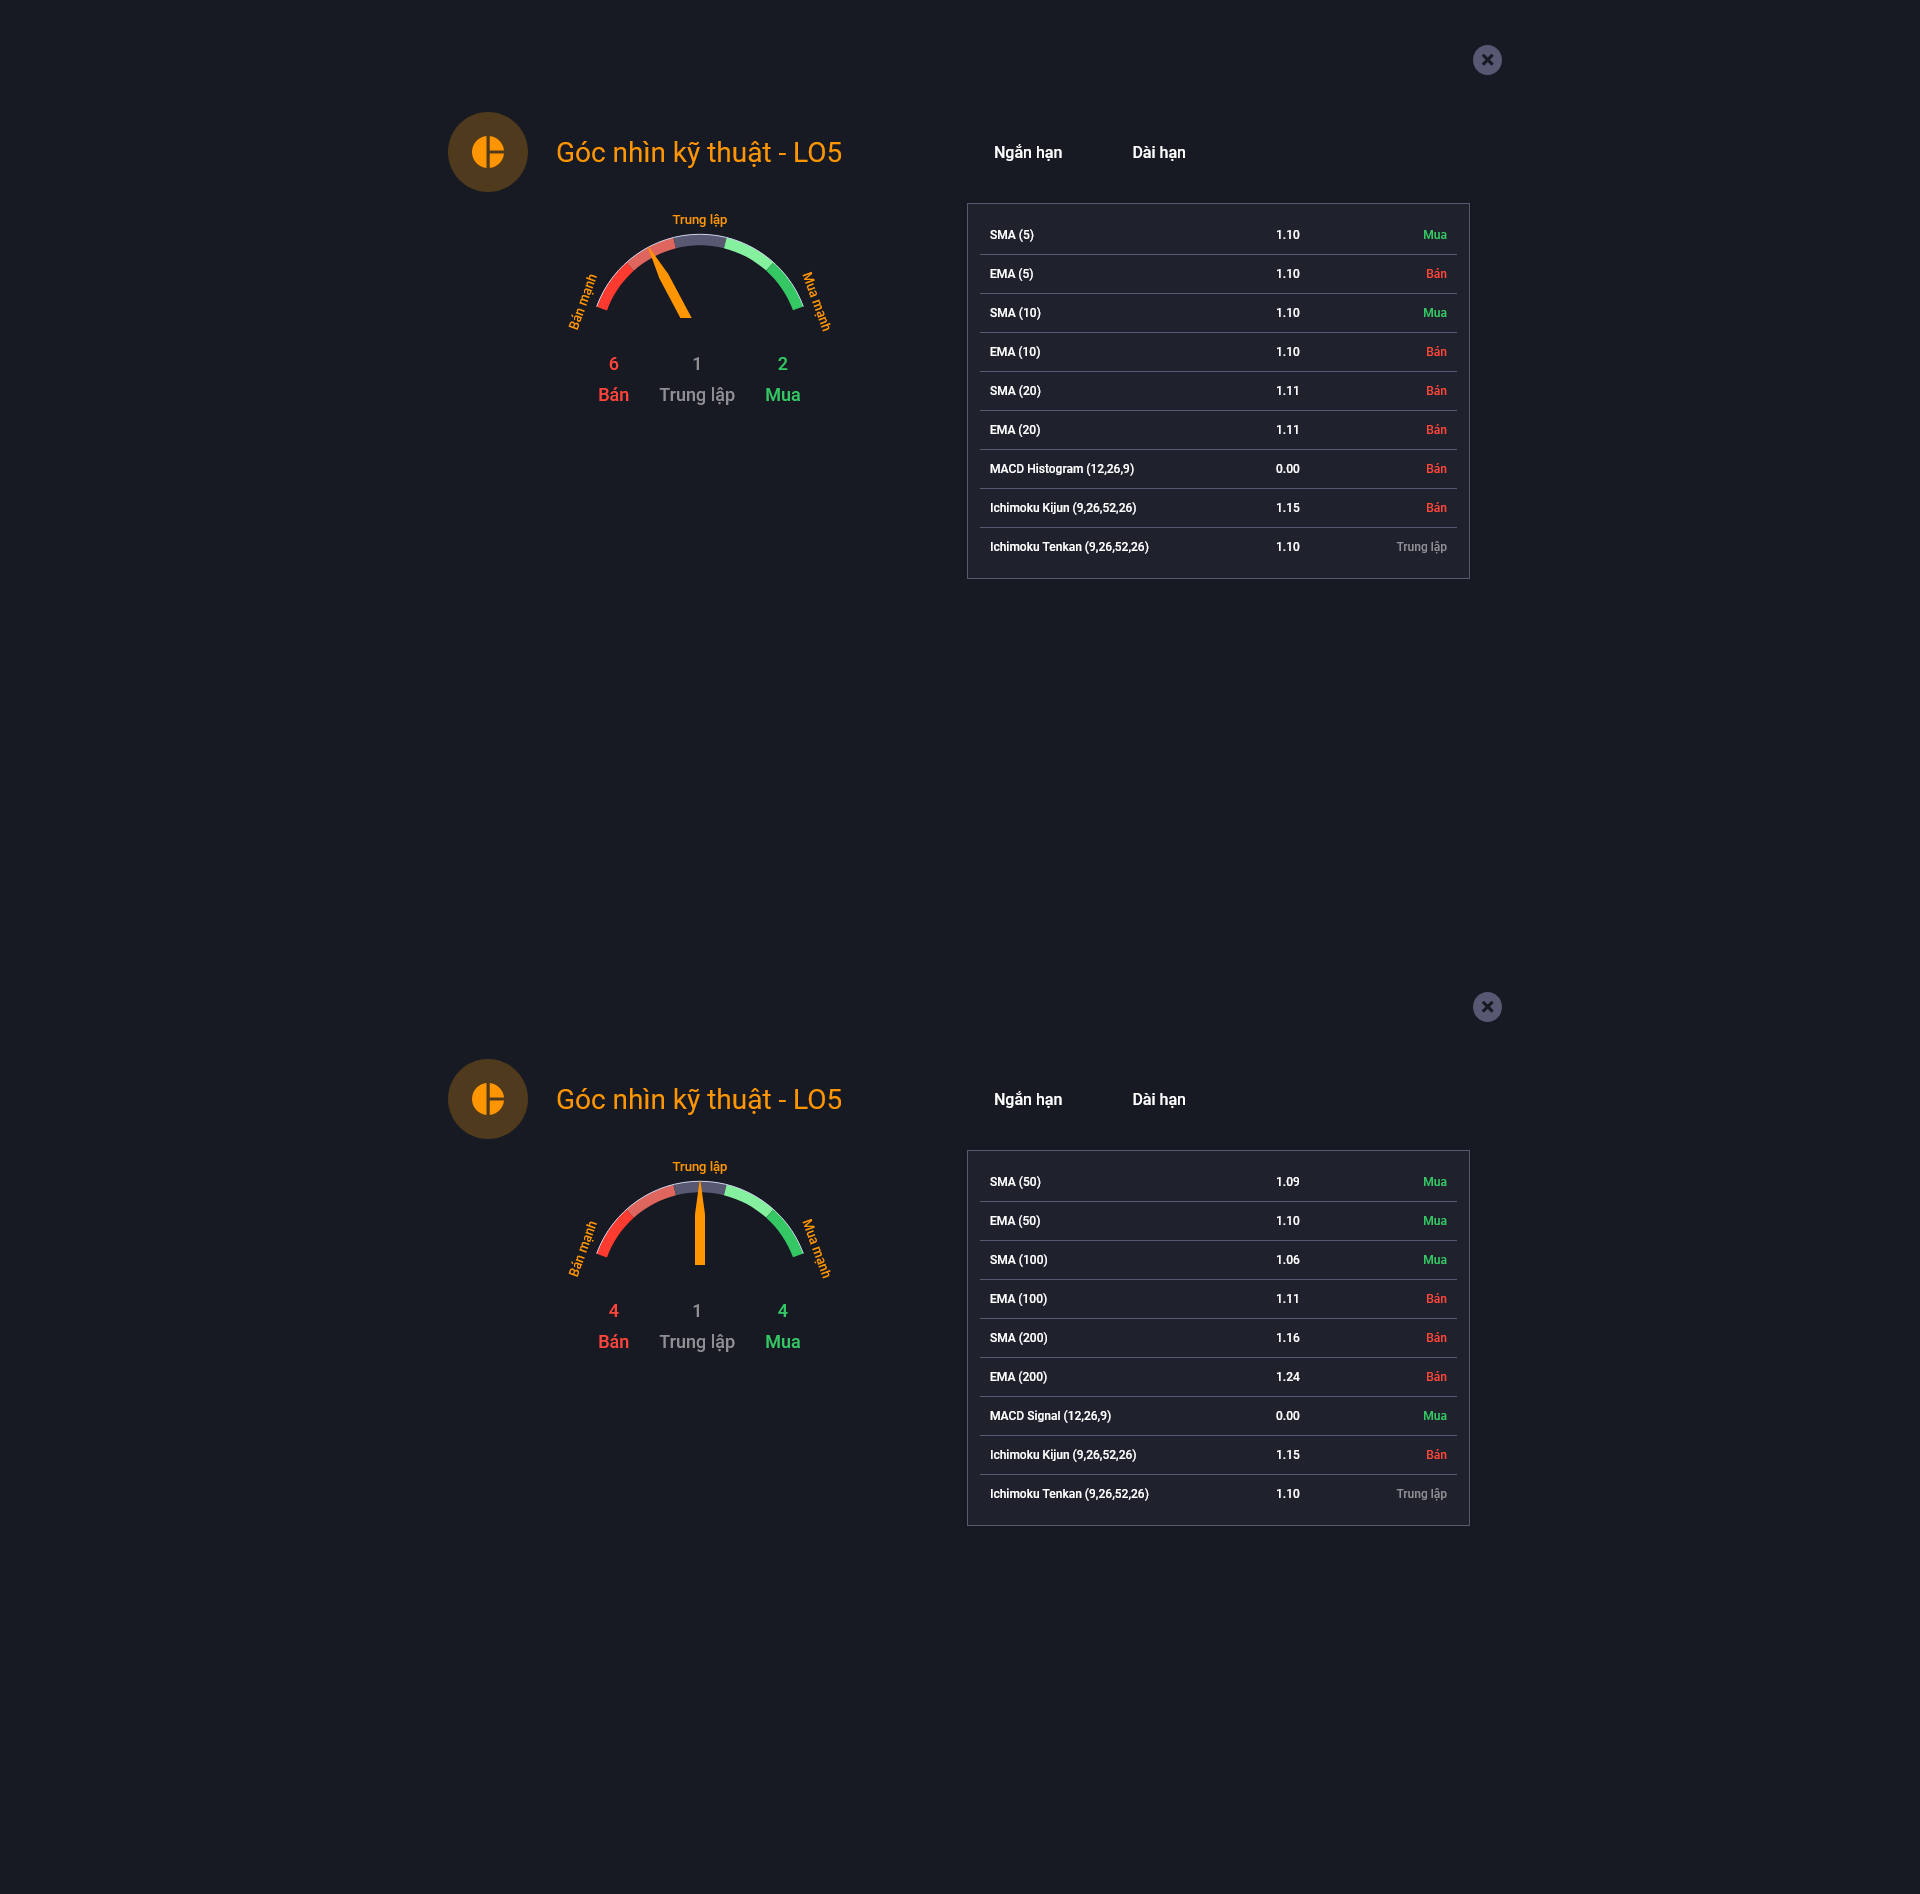 Góc nhìn kỹ thuật - LO5
Ngắn hạn Dài hạn
Trung lập
Bán mạnh
Mua mạnh
6 1 2
Bán Trung lập Mua
SMA (5) 1.10 Mua
EMA (5) 1.10 Bán
SMA (10) 1.10 Mua
EMA (10) 1.10 Bán
SMA (20) 1.11 Bán
EMA (20) 1.11 Bán
MACD Histogram (12,26,9) 0.00 Bán
Ichimoku Kijun (9,26,52,26) 1.15 Bán
Ichimoku Tenkan (9,26,52,26) 1.10 Trung lập
Góc nhìn kỹ thuật - LO5
Ngắn hạn Dài hạn
Trung lập
Bán mạnh
Mua mạnh
4 1 4
Bán Trung lập Mua
SMA (50) 1.09 Mua
EMA (50) 1.10 Mua
SMA (100) 1.06 Mua
EMA (100) 1.11 Bán
SMA (200) 1.16 Bán
EMA (200) 1.24 Bán
MACD Signal (12,26,9) 0.00 Mua
Ichimoku Kijun (9,26,52,26) 1.15 Bán
Ichimoku Tenkan (9,26,52,26) 1.10 Trung lập